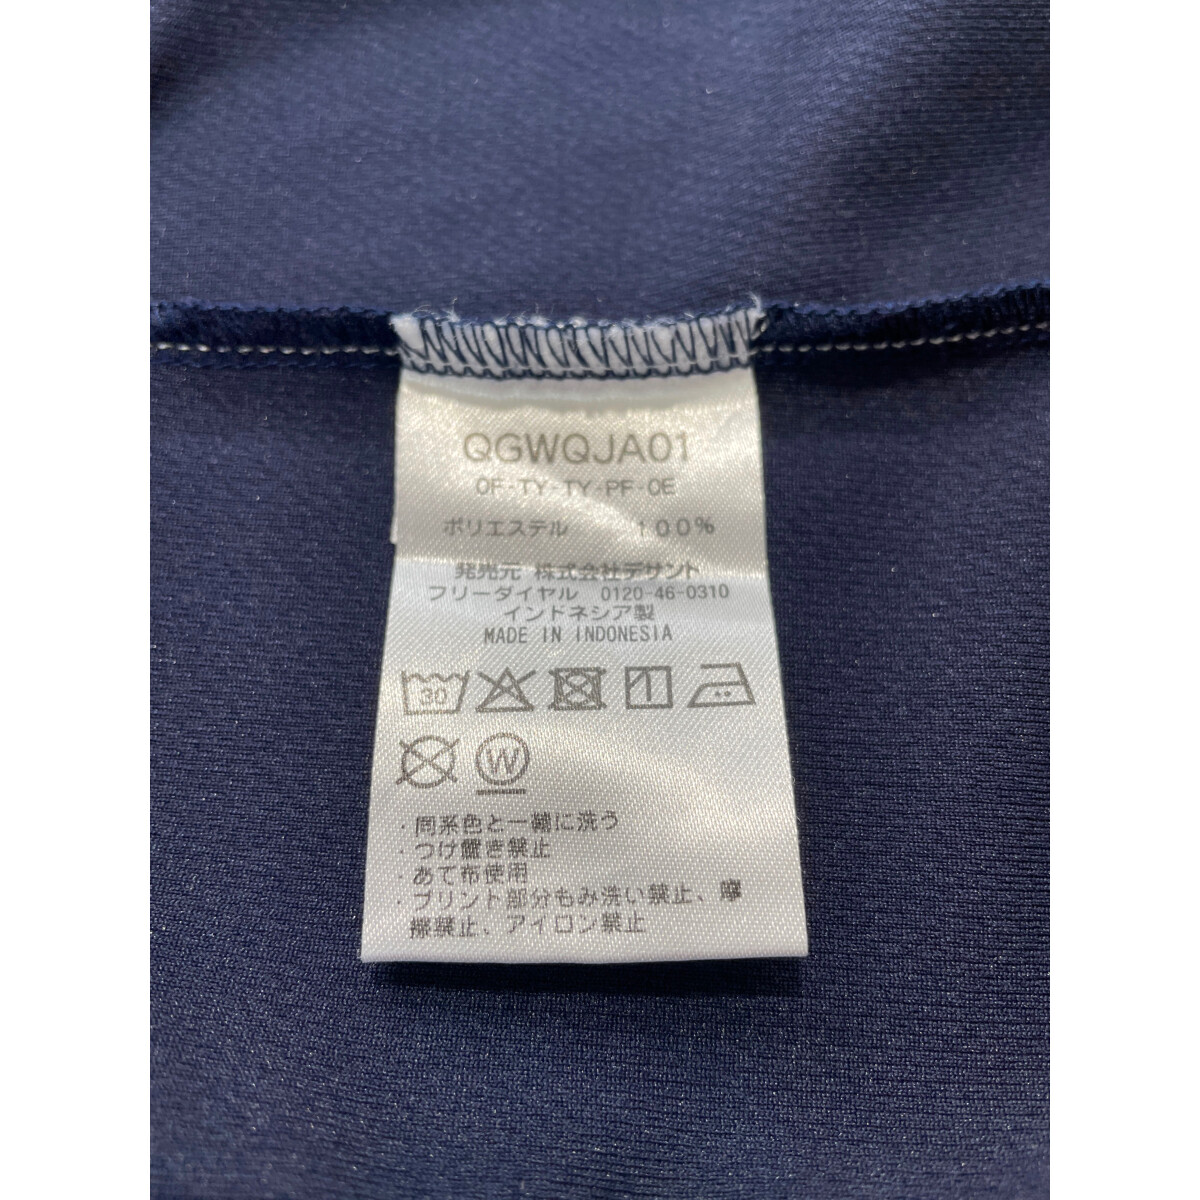 QGWQJA01
OF-TY-TY-PF-OE
ポリエステル 100%
発売元 株式会社デサント
フリーダイヤル 0120-46-0310
インドネシア製
MADE IN INDONESIA
30
W
・同系色と一緒に洗う
・つけ置き禁止
・あて布使用
・プリント部分もみ洗い禁止、摩
擦禁止、アイロン禁止